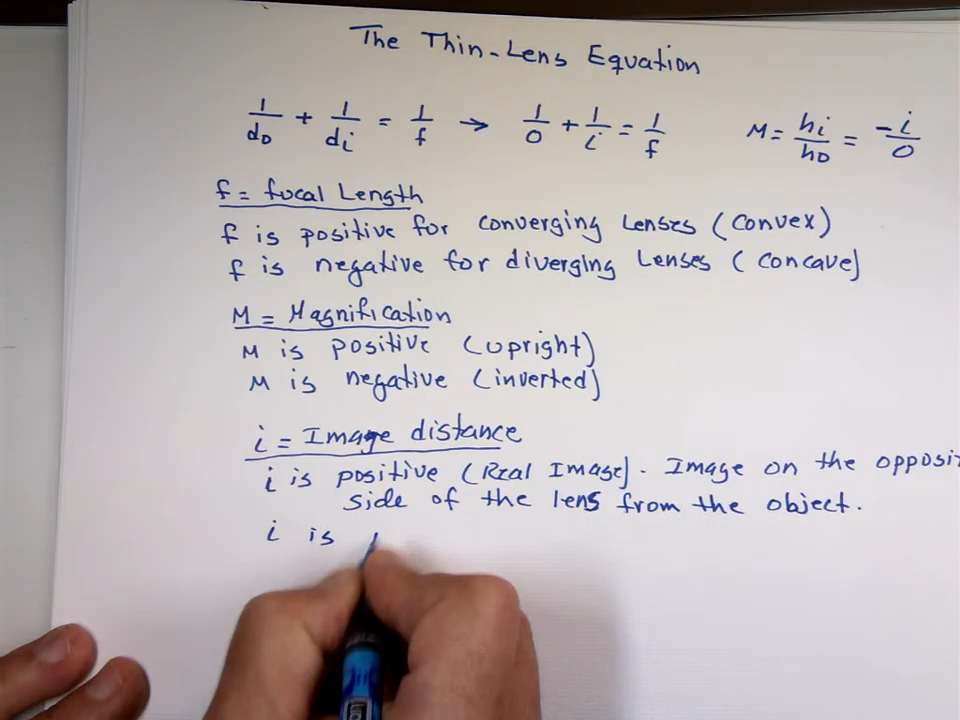 The Thin-Lens Equation
1/do + 1/di = 1/f → 1/o + 1/i = 1/f M = hi/ho = -i/o
f = focal Length
f is positive for converging Lenses (convex)
f is negative for diverging Lenses (concave)
M = Magnification
M is positive (upright)
M is negative (inverted)
i = Image distance
i is positive (Real Image). Image on the opposit
side of the lens from the object.
i is